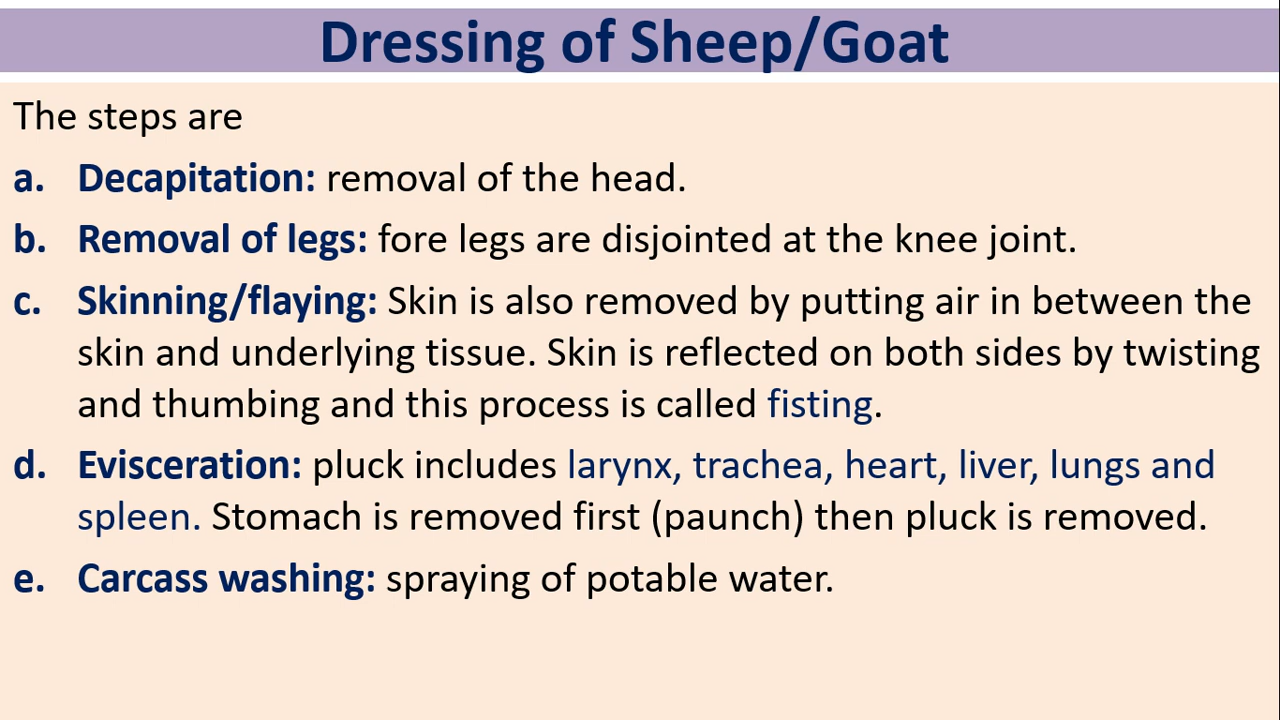 Dressing of Sheep/Goat
The steps are
a. Decapitation: removal of the head.
b. Removal of legs: fore legs are disjointed at the knee joint.
c. Skinning/flaying: Skin is also removed by putting air in between the
skin and underlying tissue. Skin is reflected on both sides by twisting
and thumbing and this process is called fisting.
d. Evisceration: pluck includes larynx, trachea, heart, liver, lungs and
spleen. Stomach is removed first (paunch) then pluck is removed.
e. Carcass washing: spraying of potable water.